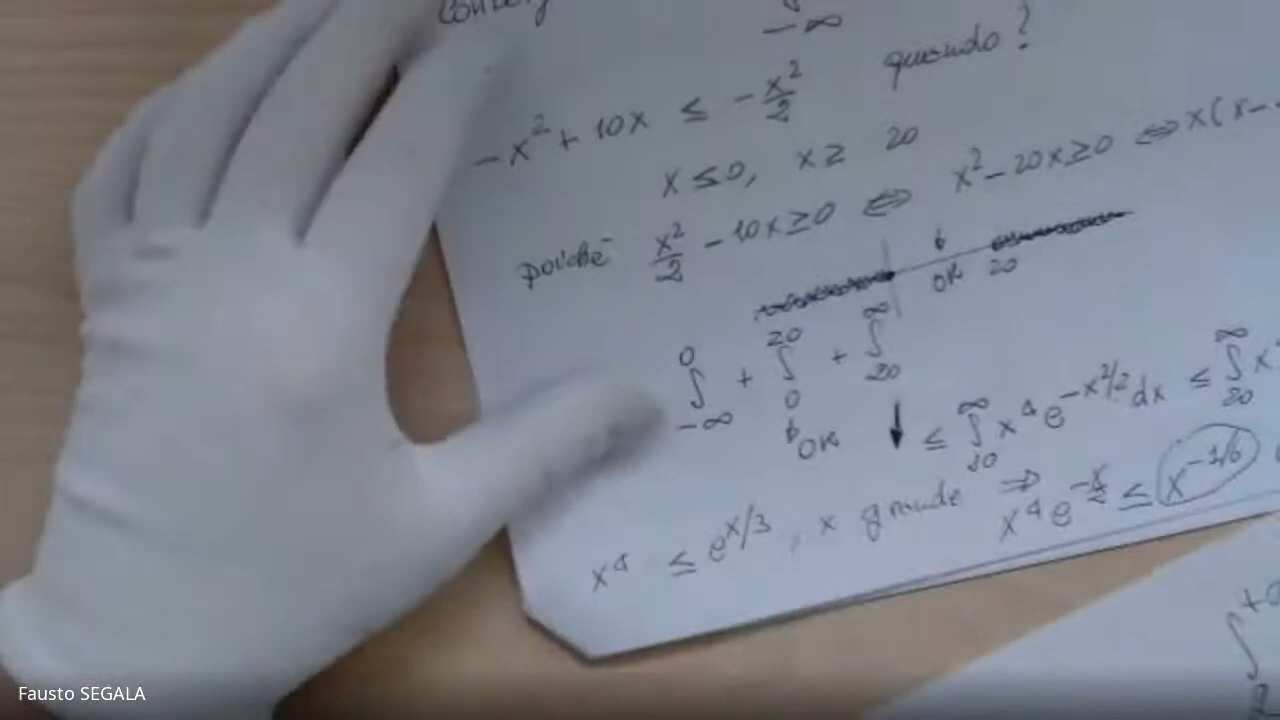 -∞
-x² + 10x ≤ -x²/2 quando?
x ≤ 0, x ≥ 20
poiché x²/2 - 10x ≥ 0 ⇔ x² - 20x ≥ 0 ⇔ x(x-
OK 20
∫_{-∞}^{0} + ∫_{0}^{20} + ∫_{20}^{∞}
OK ↓ ≤ ∫_{20}^{∞} x⁴ e^{-x²/2} dx ≤ ∫_{20}^{∞} x
x⁴ ≤ e^{x/3}, x grande ⇒ x⁴ e^{-x/2} ≤ x^{-1/6}
∫
Fausto SEGALA